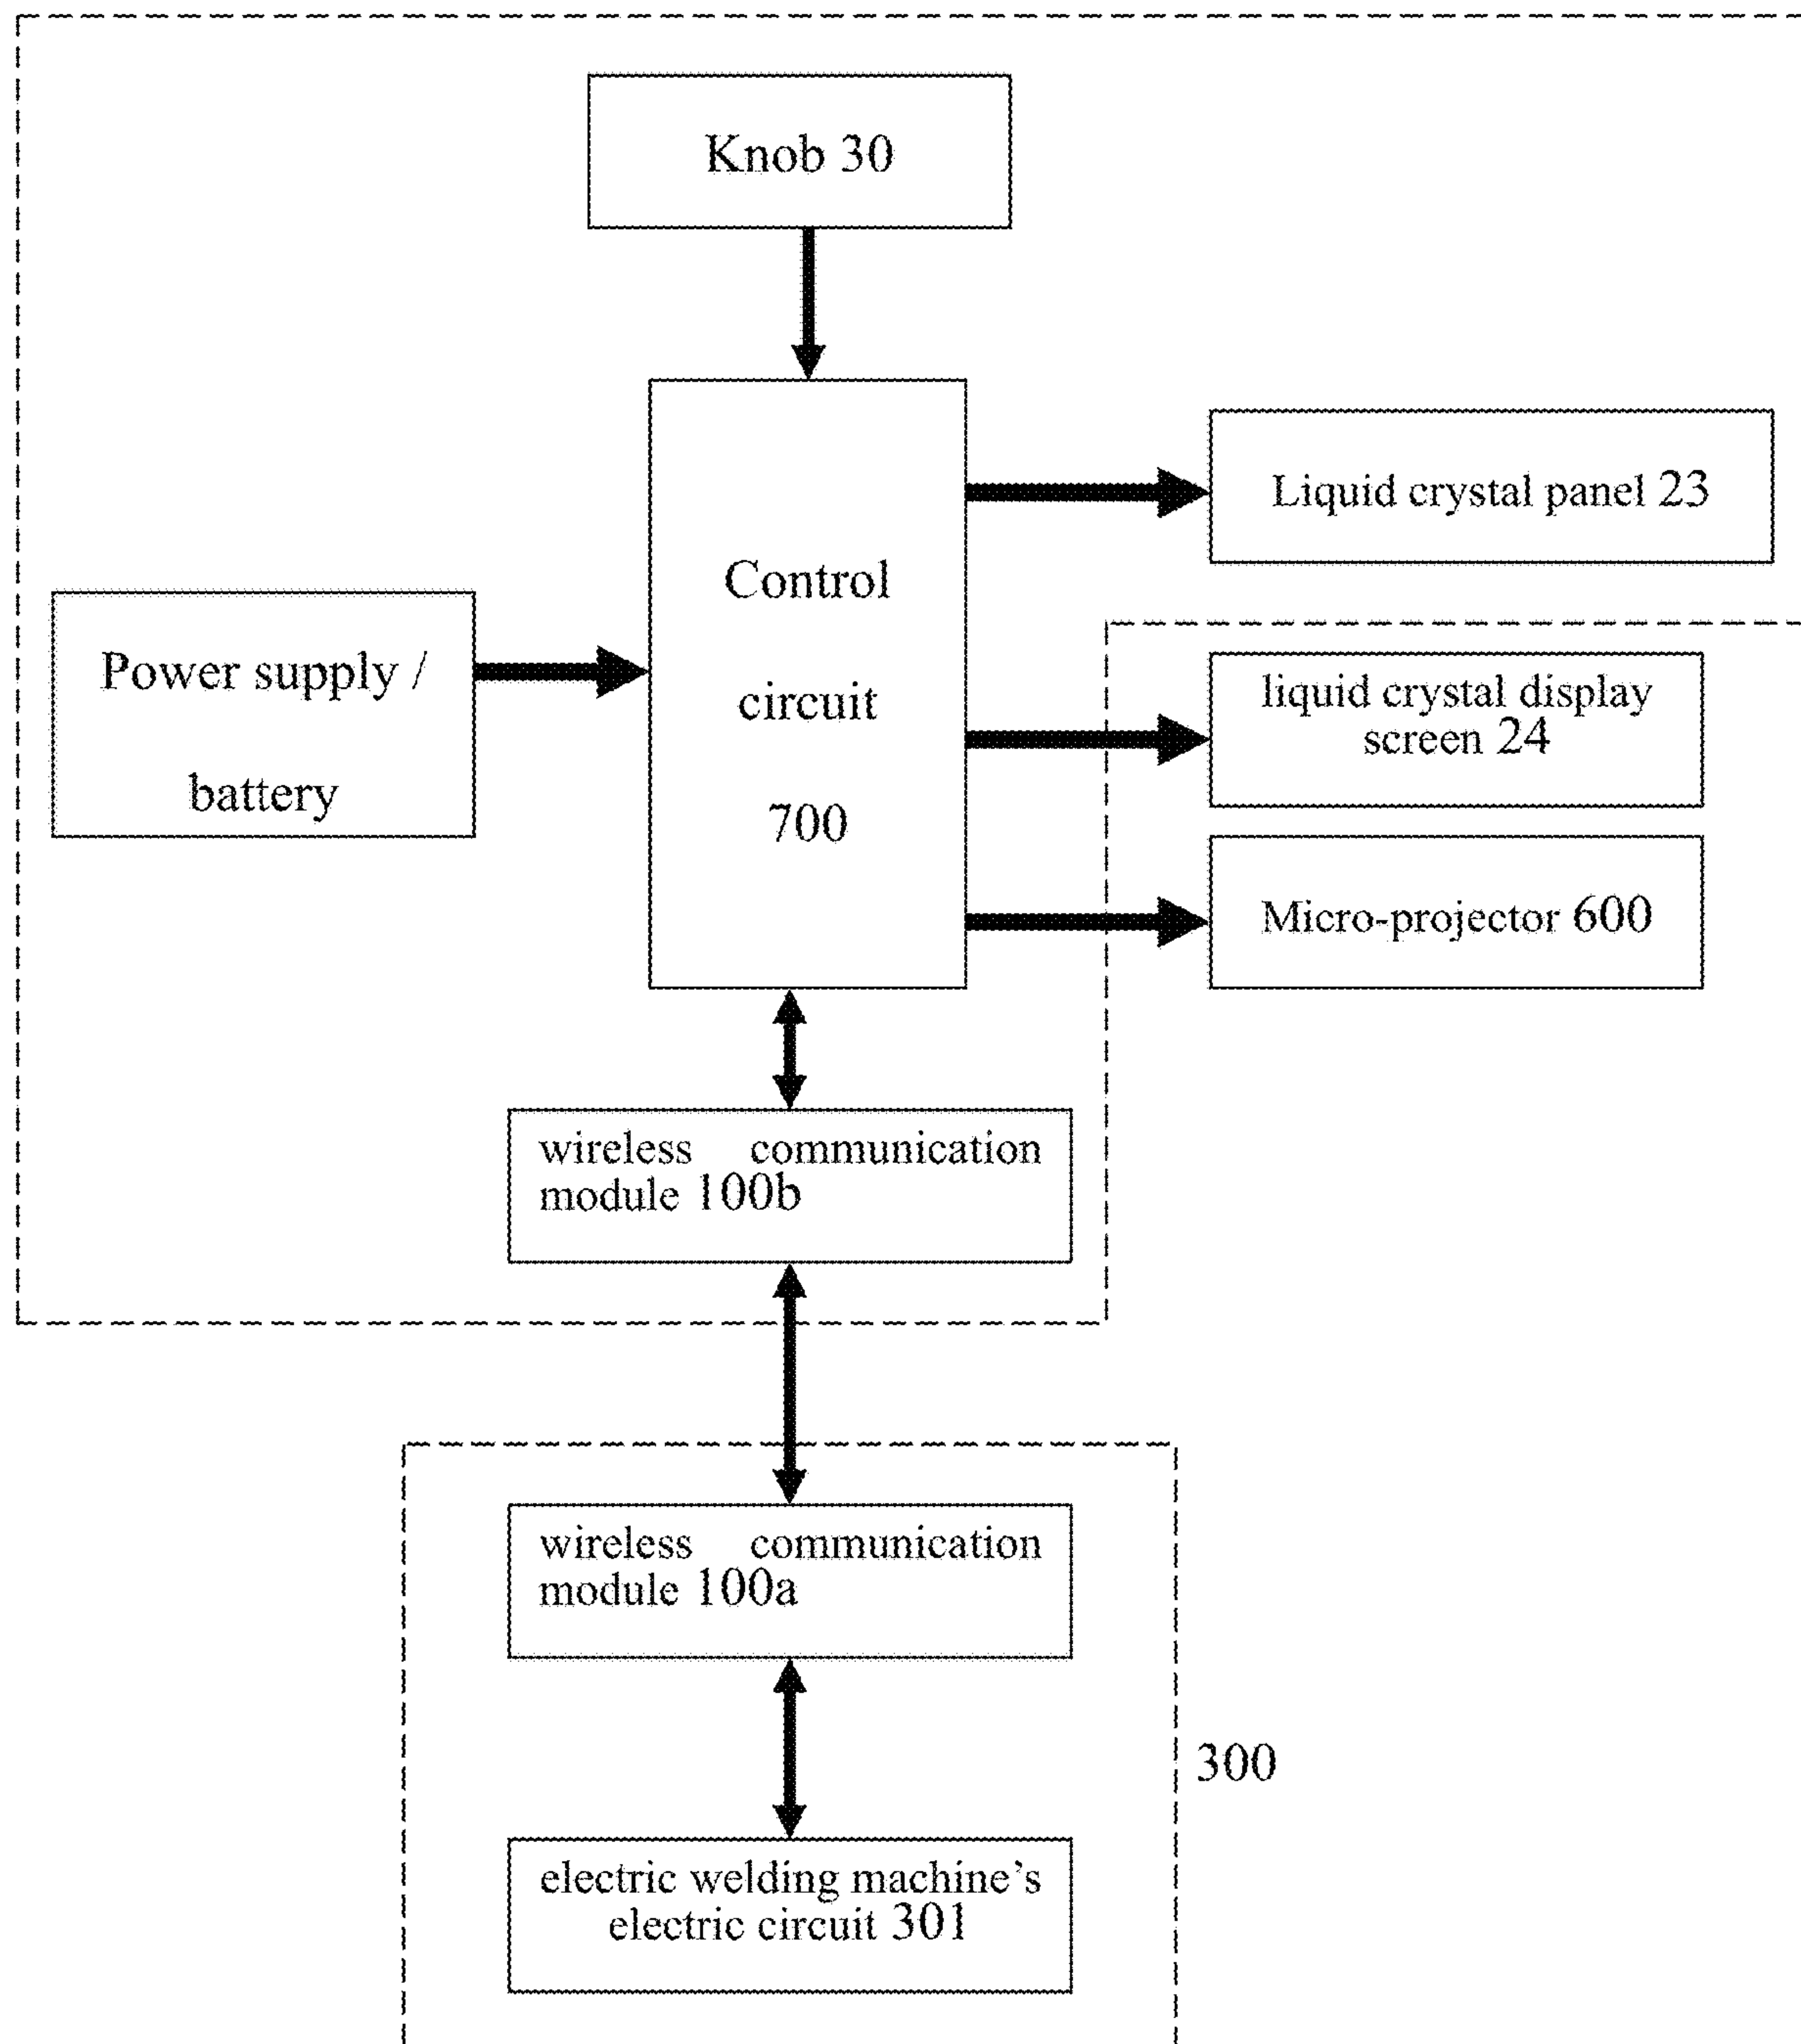 Knob 30
Liquid crystal panel 23
Control
circuit
700
Power supply /
battery
liquid crystal display
screen 24
Micro-projector 600
wireless communication
module 100b
wireless communication
module 100a
300
electric welding machine’s
electric circuit 301